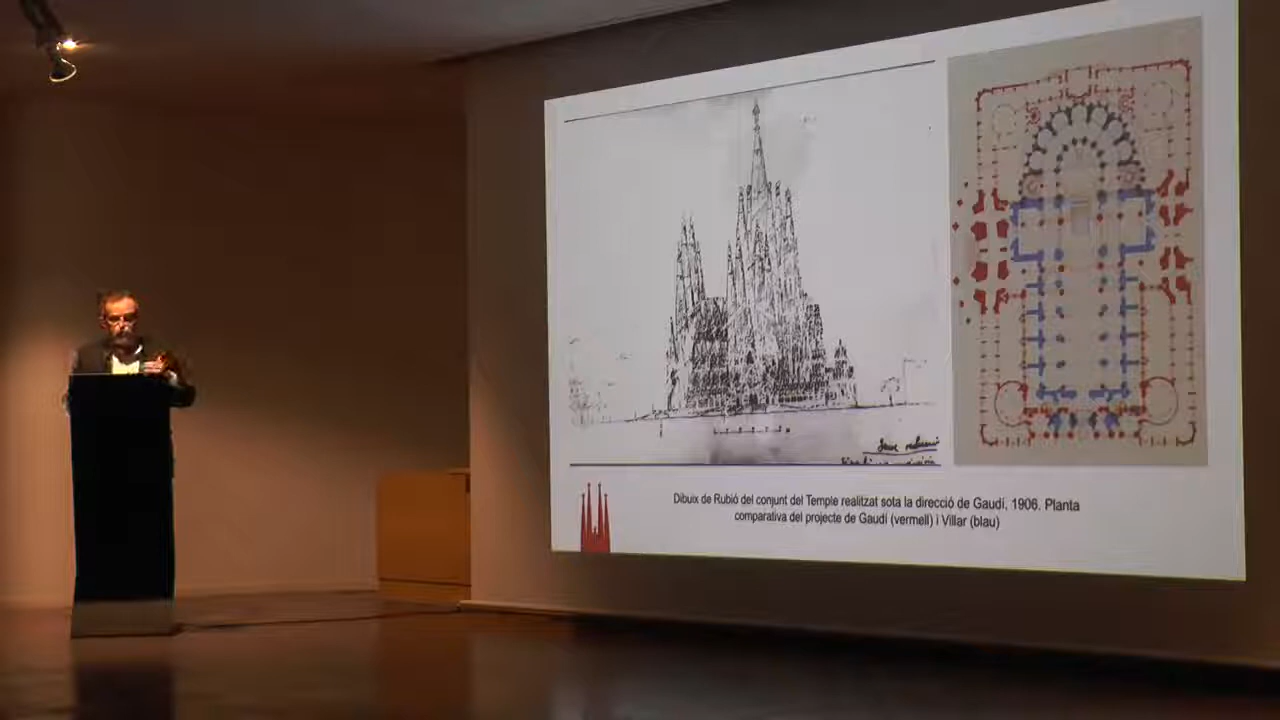 Dibuix de Rubió del conjunt del Temple realitzat sota la direcció de Gaudí, 1906. Planta
comparativa del projecte de Gaudí (vermell) i Villar (blau)